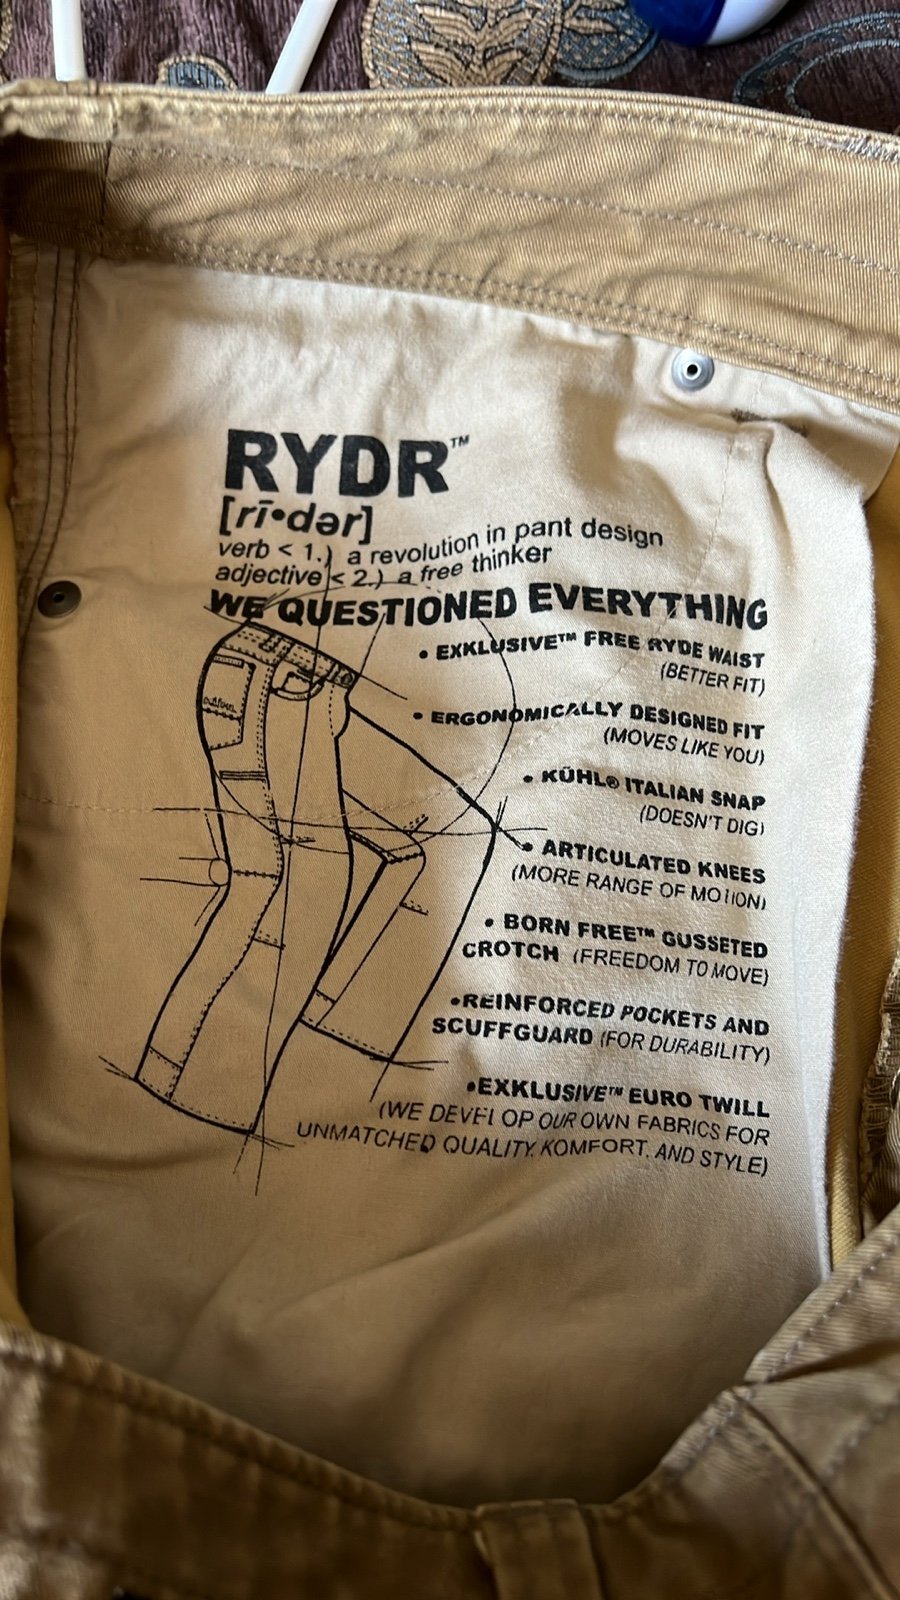 RYDR™
[rī•dər]
verb < 1.) a revolution in pant design
adjective < 2.) a free thinker
WE QUESTIONED EVERYTHING
• EXKLUSIVE™ FREE RYDE WAIST
(BETTER FIT)
• ERGONOMICALLY DESIGNED FIT
(MOVES LIKE YOU)
• KÜHL® ITALIAN SNAP
(DOESN'T DIG)
• ARTICULATED KNEES
(MORE RANGE OF MOTION)
• BORN FREE™ GUSSETED
CROTCH (FREEDOM TO MOVE)
•REINFORCED POCKETS AND
SCUFFGUARD (FOR DURABILITY)
•EXKLUSIVE™ EURO TWILL
(WE DEVELOP OUR OWN FABRICS FOR
UNMATCHED QUALITY, KOMFORT, AND STYLE)